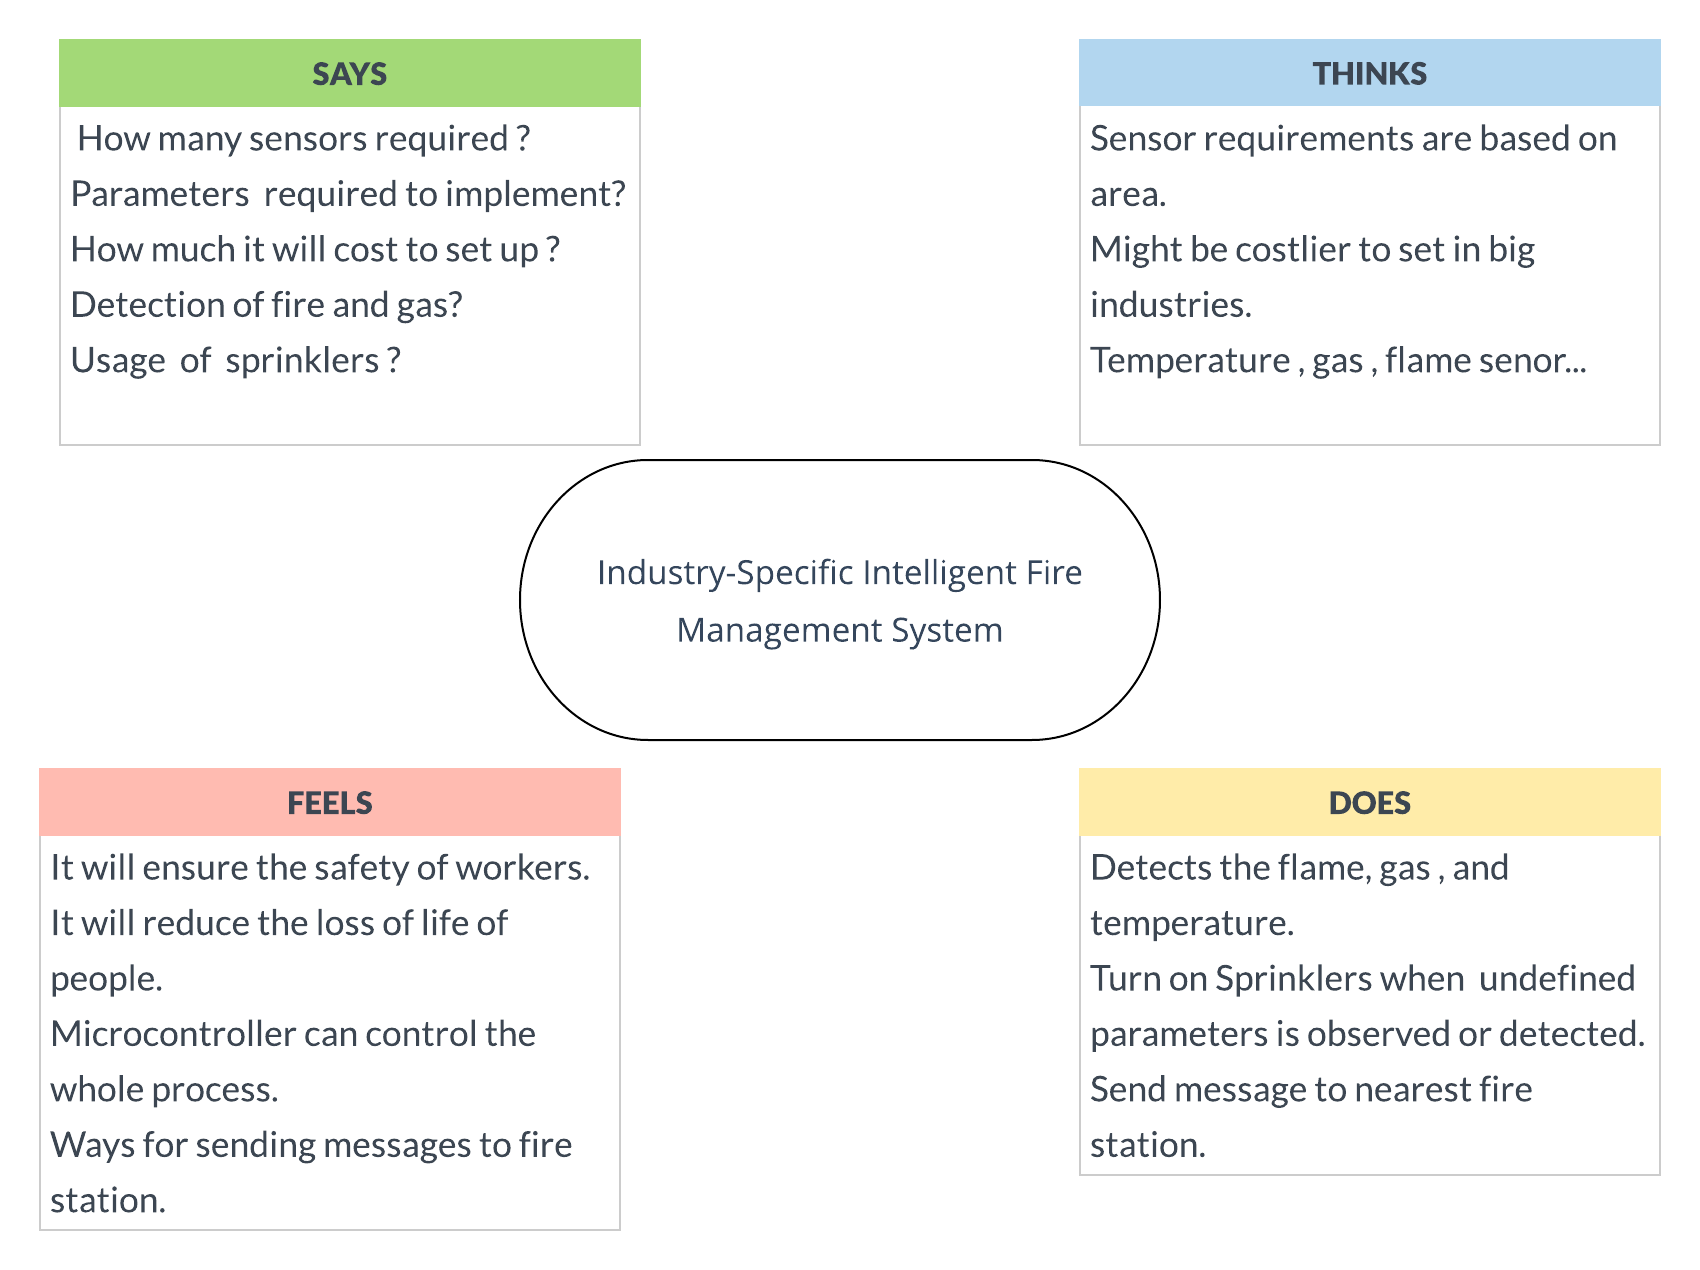 SAYS
How many sensors required ?
Parameters  required to implement?
How much it will cost to set up ?
Detection of fire and gas?
Usage  of  sprinklers ?
THINKS
Sensor requirements are based on
area.
Might be costlier to set in big
industries.
Temperature , gas , flame senor...
Industry-Specific Intelligent Fire
Management System
FEELS
It will ensure the safety of workers.
It will reduce the loss of life of
people.
Microcontroller can control the
whole process.
Ways for sending messages to fire
station.
DOES
Detects the flame, gas , and
temperature.
Turn on Sprinklers when  undefined
parameters is observed or detected.
Send message to nearest fire
station.